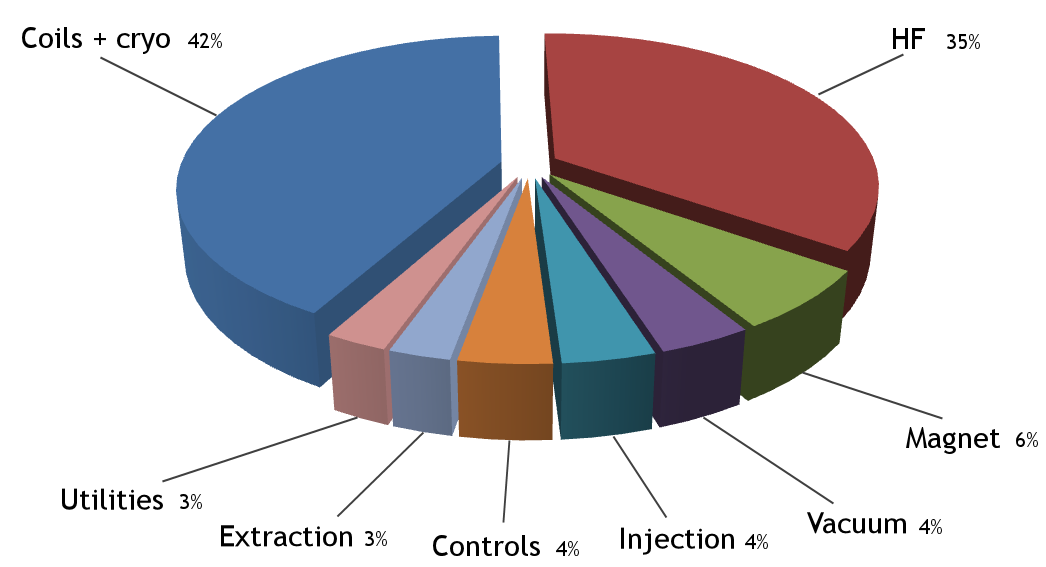 Coils + cryo 42%
HF 35%
Magnet 6%
Utilities 3%
Vacuum 4%
Extraction 3%
Controls 4%
Injection 4%